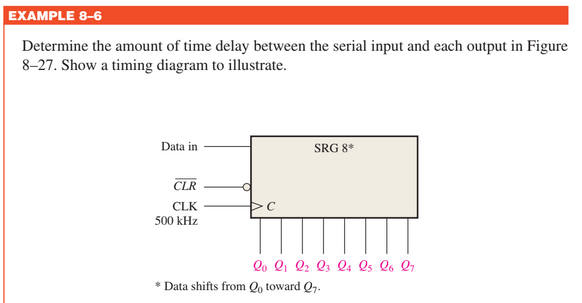 EXAMPLE 8–6
Determine the amount of time delay between the serial input and each output in Figure
8–27. Show a timing diagram to illustrate.
Data in
SRG 8*
CLR
CLK
C
500 kHz
Q0 Q1 Q2 Q3 Q4 Q5 Q6 Q7
* Data shifts from Q0 toward Q7.